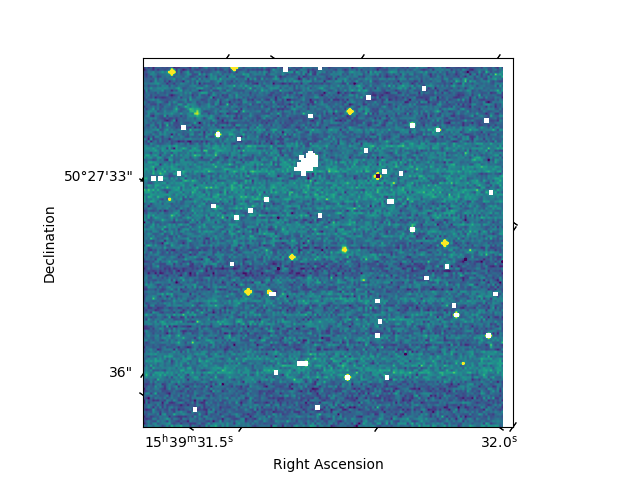 50°27'33"
Declination
36"
15h39m31.5s
32.0s
Right Ascension